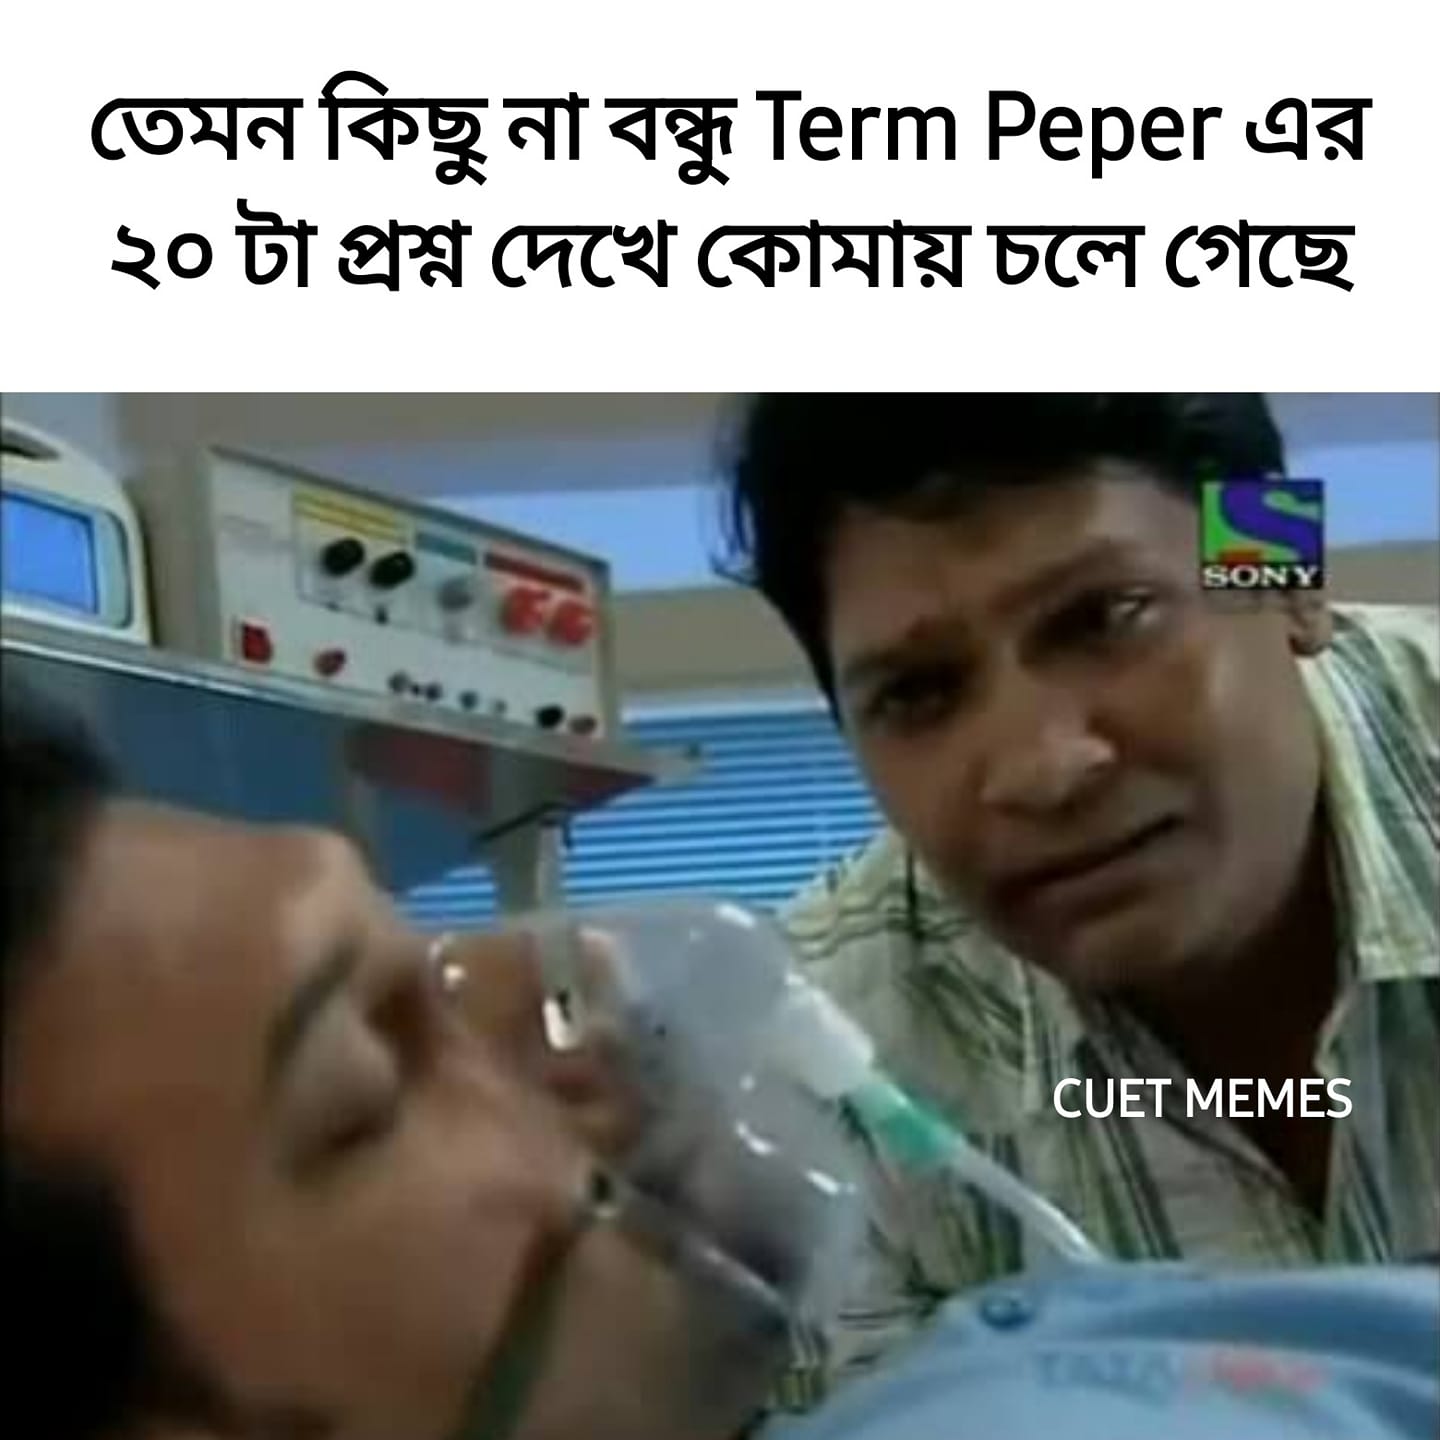 তেমন কিছু না বন্ধু Term Peper এর
২০ টা প্রশ্ন দেখে কোমায় চলে গেছে
SONY
CUET MEMES